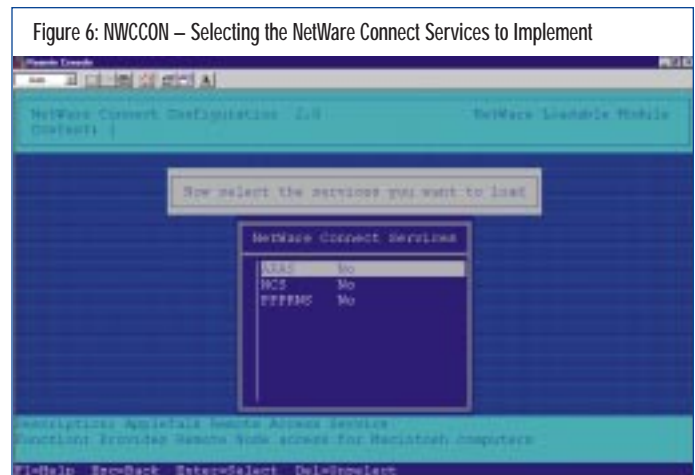 Figure 6: NWCCON – Selecting the NetWare Connect Services to Implement
Remote Console
Auto
NetWare Connect Configuration 2.0 NetWare Loadable Module
Context:
Now select the services you want to load
NetWare Connect Services
ARAS No
NCS No
PPPRNS No
Description: AppleTalk Remote Access Service
Function: Provides Remote Node access for Macintosh computers
F1=Help Esc=Back Enter=Select Del=Unselect